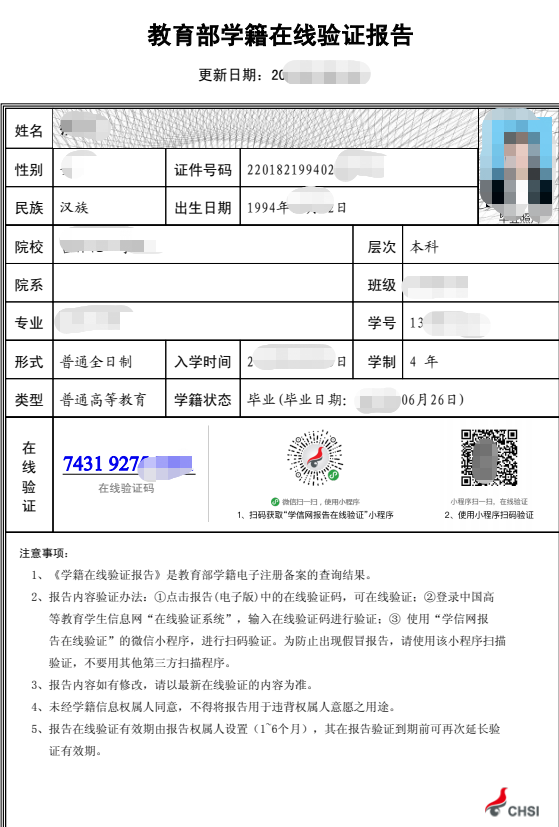 教育部学籍在线验证报告
更新日期：20
姓名
性别 证件号码 220182199402
民族 汉族 出生日期 1994年 2日
院校 层次 本科
院系 班级
专业 学号 13
形式 普通全日制 入学时间 2 日 学制 4 年
类型 普通高等教育 学籍状态 毕业(毕业日期: 06月26日)
在线验证
7431 927
在线验证码
微信扫一扫，使用小程序 小程序扫一扫，在线验证
1、扫码获取“学信网报告在线验证”小程序 2、使用小程序扫码验证
注意事项：
1、《学籍在线验证报告》是教育部学籍电子注册备案的查询结果。
2、报告内容验证办法：①点击报告(电子版)中的在线验证码，可在线验证；②登录中国高
等教育学生信息网“在线验证系统”，输入在线验证码进行验证；③ 使用“学信网报
告在线验证”的微信小程序，进行扫码验证。为防止出现假冒报告，请使用该小程序扫描
验证，不要用其他第三方扫描程序。
3、报告内容如有修改，请以最新在线验证的内容为准。
4、未经学籍信息权属人同意，不得将报告用于违背权属人意愿之用途。
5、报告在线验证有效期由报告权属人设置（1~6个月），其在报告验证到期前可再次延长验
证有效期。
CHSI